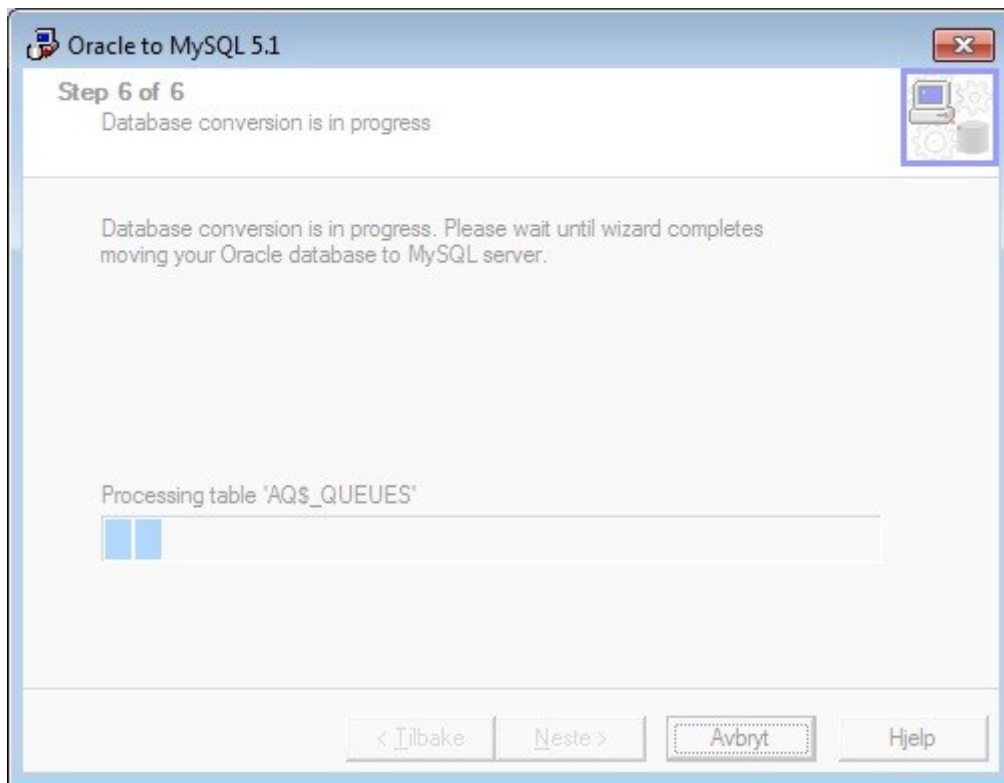 Oracle to MySQL 5.1
Step 6 of 6
Database conversion is in progress
Database conversion is in progress. Please wait until wizard completes
moving your Oracle database to MySQL server.
Processing table 'AQ$_QUEUES'
< Tilbake
Neste >
Avbryt
Hjelp